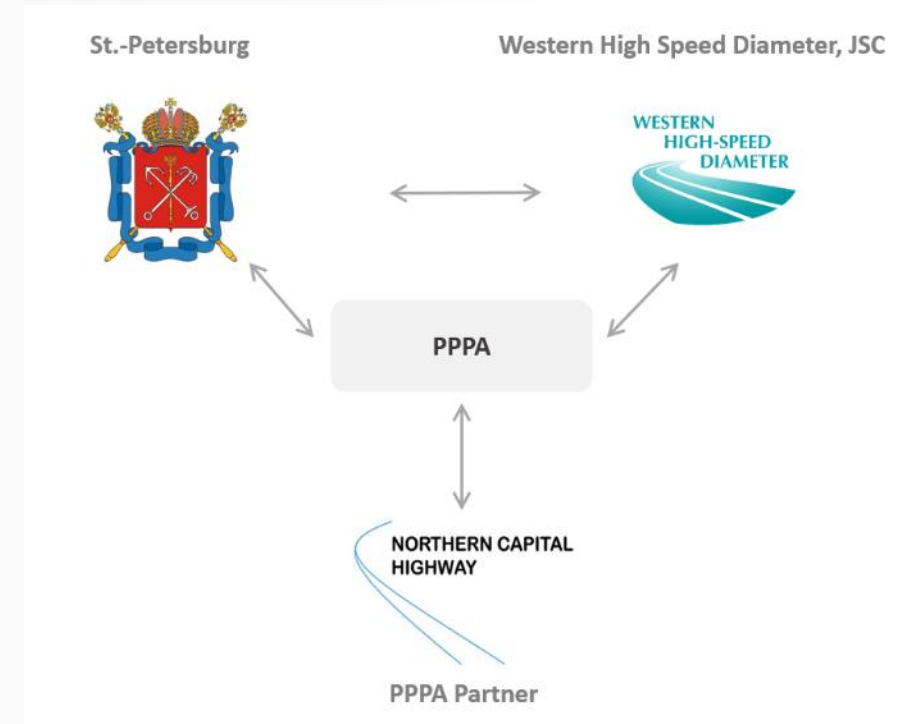 St.-Petersburg
Western High Speed Diameter, JSC
WESTERN
HIGH-SPEED
DIAMETER
PPPA
NORTHERN CAPITAL
HIGHWAY
PPPA Partner